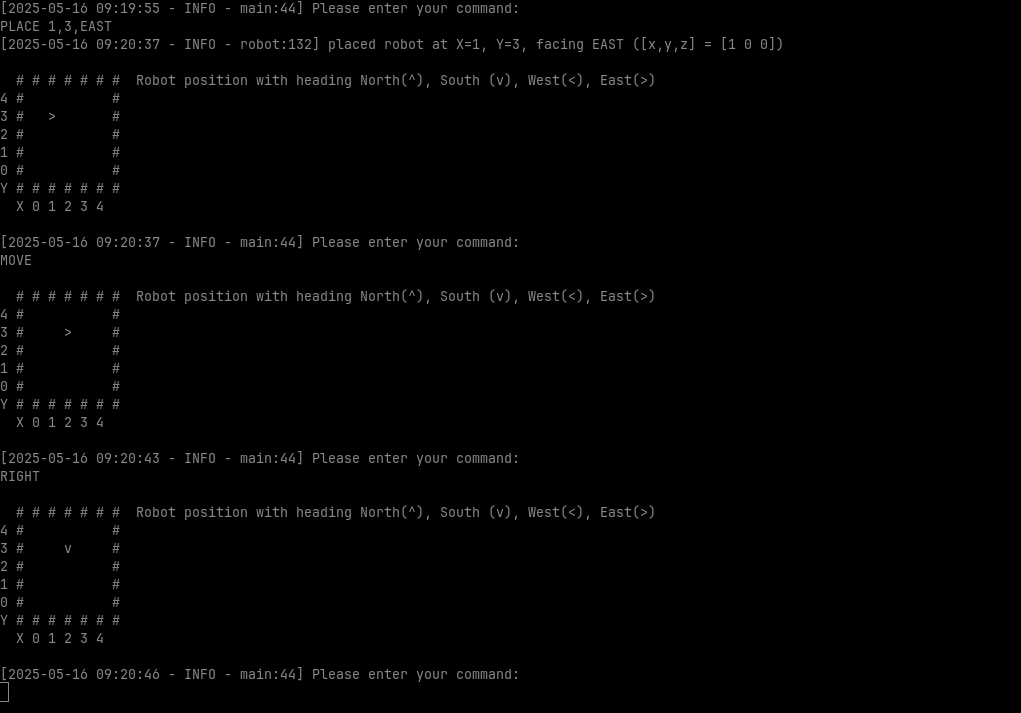 [2025-05-16 09:19:55 - INFO - main:44] Please enter your command:
PLACE 1,3,EAST
[2025-05-16 09:20:37 - INFO - robot:132] placed robot at X=1, Y=3, facing EAST ([x,y,z] = [1 0 0])

  # # # # # # #  Robot position with heading North(^), South (v), West(<), East(>)
4 #           #
3 #   >       #
2 #           #
1 #           #
0 #           #
Y # # # # # # #
  X 0 1 2 3 4

[2025-05-16 09:20:37 - INFO - main:44] Please enter your command:
MOVE

  # # # # # # #  Robot position with heading North(^), South (v), West(<), East(>)
4 #           #
3 #     >     #
2 #           #
1 #           #
0 #           #
Y # # # # # # #
  X 0 1 2 3 4

[2025-05-16 09:20:43 - INFO - main:44] Please enter your command:
RIGHT

  # # # # # # #  Robot position with heading North(^), South (v), West(<), East(>)
4 #           #
3 #     v     #
2 #           #
1 #           #
0 #           #
Y # # # # # # #
  X 0 1 2 3 4

[2025-05-16 09:20:46 - INFO - main:44] Please enter your command: